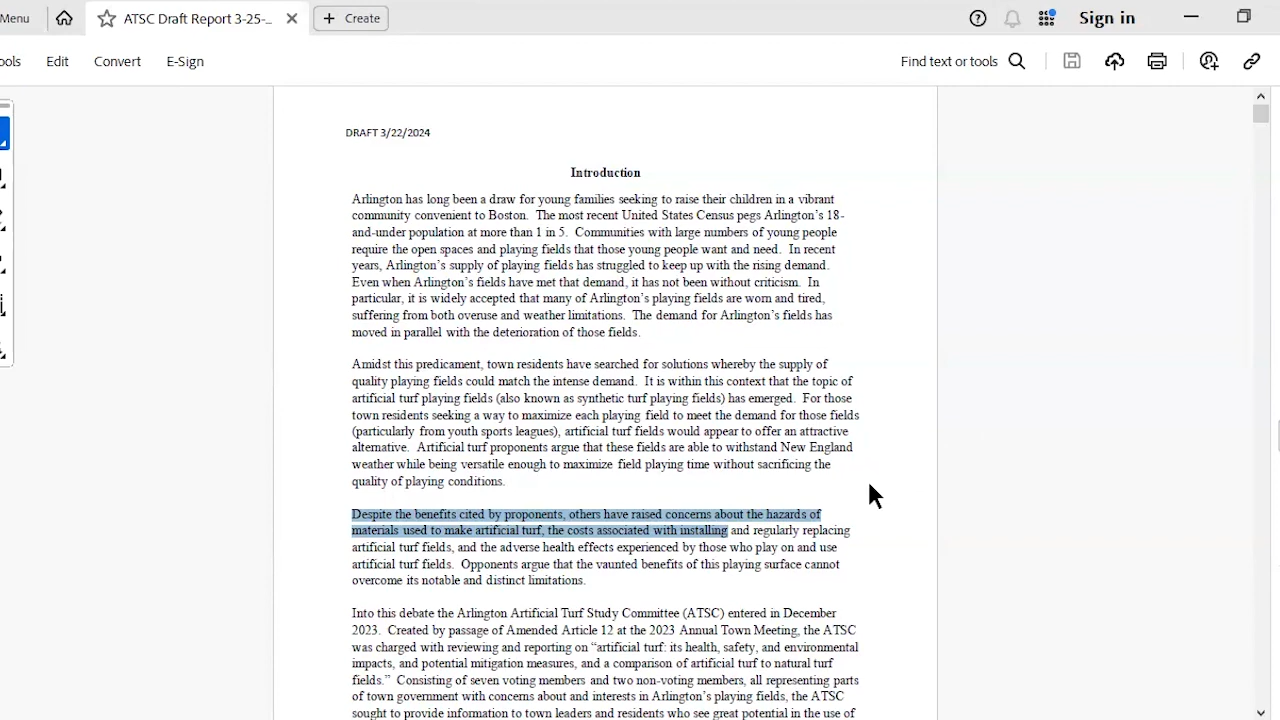 Menu
ATSC Draft Report 3-25-_
Create
Sign in
ools
Edit
Convert
E-Sign
Find text or tools
DRAFT 3/22/2024
Introduction
Arlington has long been a draw for young families seeking to raise their children in a vibrant
community convenient to Boston.  The most recent United States Census pegs Arlington's 18-
and-under population at more than 1 in 5.  Communities with large numbers of young people
require the open spaces and playing fields that those young people want and need.  In recent
years, Arlington's supply of playing fields has struggled to keep up with the rising demand.
Even when Arlington's fields have met that demand, it has not been without criticism.  In
particular, it is widely accepted that many of Arlington's playing fields are worn and tired,
suffering from both overuse and weather limitations.  The demand for Arlington's fields has
moved in parallel with the deterioration of those fields.
Amidst this predicament, town residents have searched for solutions whereby the supply of
quality playing fields could match the intense demand.  It is within this context that the topic of
artificial turf playing fields (also known as synthetic turf playing fields) has emerged.  For those
town residents seeking a way to maximize each playing field to meet the demand for those fields
(particularly from youth sports leagues), artificial turf fields would appear to offer an attractive
alternative.  Artificial turf proponents argue that these fields are able to withstand New England
weather while being versatile enough to maximize field playing time without sacrificing the
quality of playing conditions.
Despite the benefits cited by proponents, others have raised concerns about the hazards of
materials used to make artificial turf, the costs associated with installing and regularly replacing
artificial turf fields, and the adverse health effects experienced by those who play on and use
artificial turf fields.  Opponents argue that the vaunted benefits of this playing surface cannot
overcome its notable and distinct limitations.
Into this debate the Arlington Artificial Turf Study Committee (ATSC) entered in December
2023.  Created by passage of Amended Article 12 at the 2023 Annual Town Meeting, the ATSC
was charged with reviewing and reporting on “artificial turf: its health, safety, and environmental
impacts, and potential mitigation measures, and a comparison of artificial turf to natural turf
fields.”  Consisting of seven voting members and two non-voting members, all representing parts
of town government with concerns about and interests in Arlington's playing fields, the ATSC
sought to provide information to town leaders and residents who see great potential in the use of